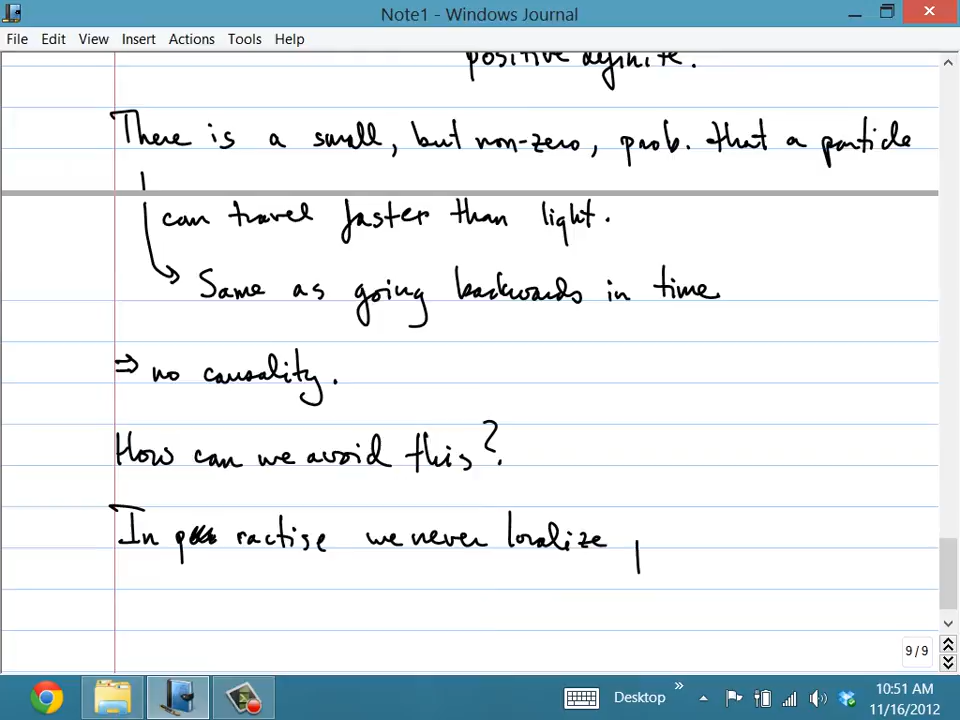 Note1 - Windows Journal
File Edit View Insert Actions Tools Help
positive definite.
There is a small, but non-zero, prob. that a particle
can travel faster than light.
Same as going backwards in time
⇒ no causality.
How can we avoid this?
In p ractise we never localize
9 / 9
Desktop
»
10:51 AM
11/16/2012